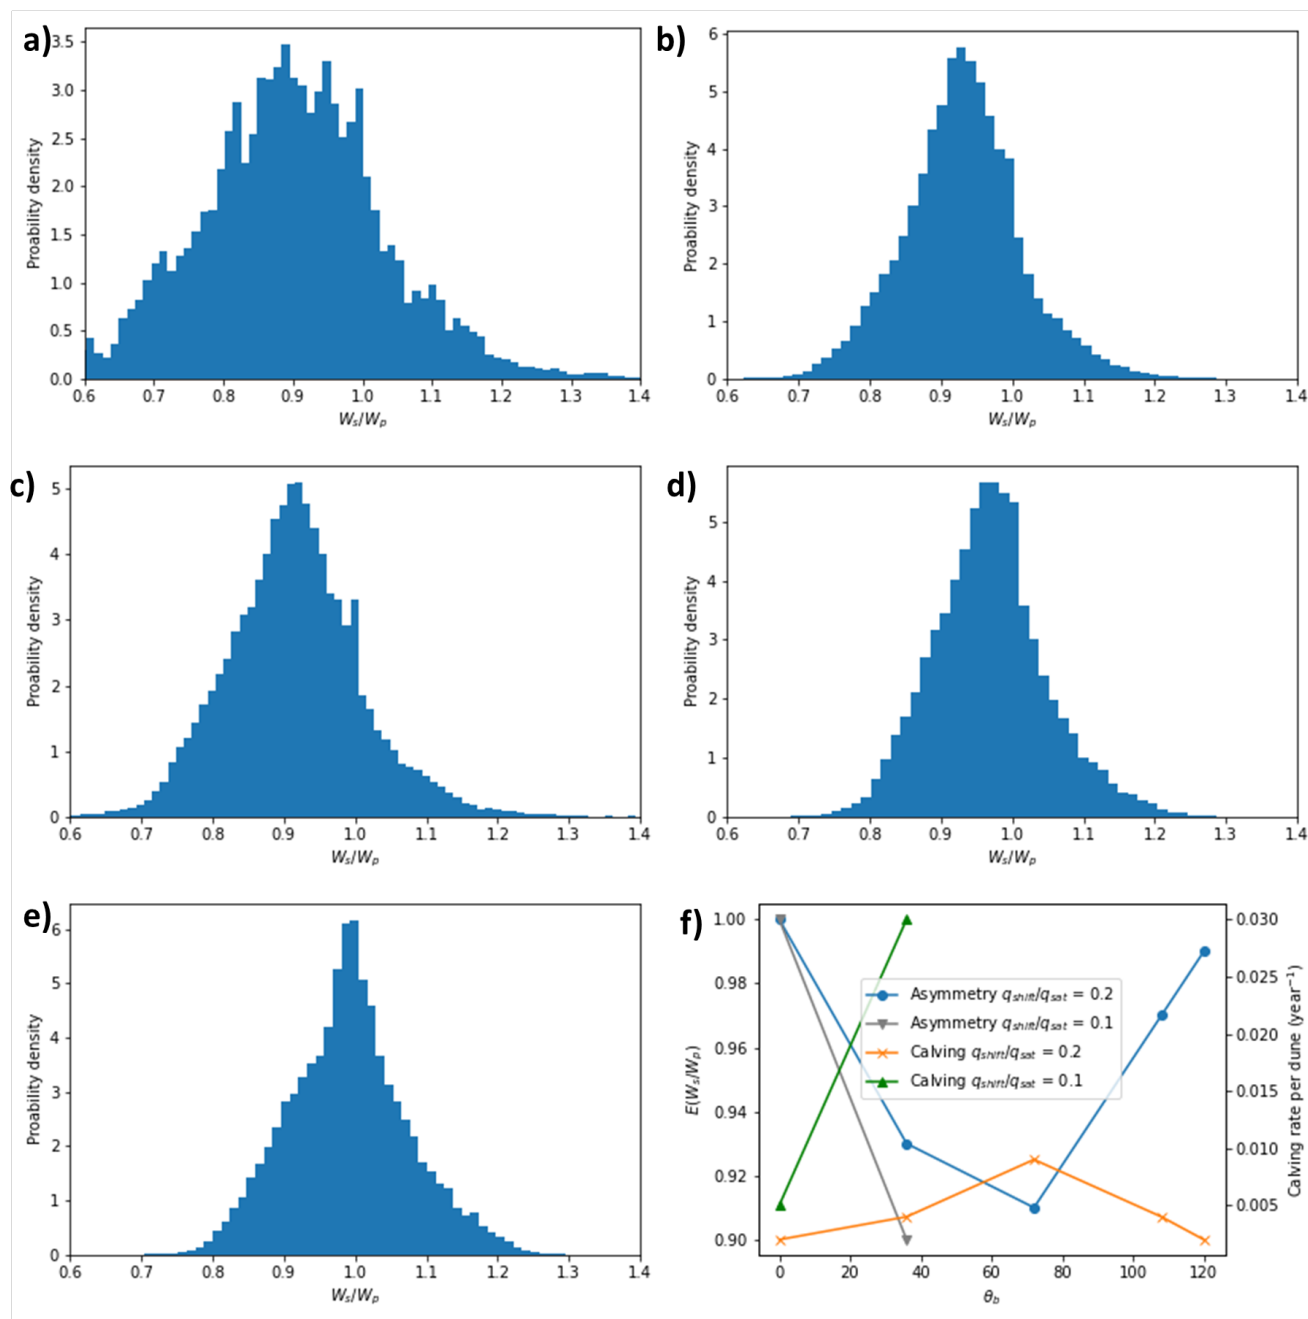 a)
3.5
3.0
2.5
2.0
1.5
1.0
0.5
0.0
Proability density
0.6 0.7 0.8 0.9 1.0 1.1 1.2 1.3 1.4
Ws/Wp
b)
6
5
4
3
2
1
0
Proability density
0.6 0.7 0.8 0.9 1.0 1.1 1.2 1.3 1.4
Ws/Wp
c)
5
4
3
2
1
0
Proability density
0.6 0.7 0.8 0.9 1.0 1.1 1.2 1.3 1.4
Ws/Wp
d)
5
4
3
2
1
0
Proability density
0.6 0.7 0.8 0.9 1.0 1.1 1.2 1.3 1.4
Ws/Wp
e)
6
5
4
3
2
1
0
Proability density
0.6 0.7 0.8 0.9 1.0 1.1 1.2 1.3 1.4
Ws/Wp
f)
1.00
0.98
0.96
0.94
0.92
0.90
E(Ws/Wp)
Asymmetry qshift/qsat = 0.2
Asymmetry qshift/qsat = 0.1
Calving qshift/qsat = 0.2
Calving qshift/qsat = 0.1
0.030
0.025
0.020
0.015
0.010
0.005
Calving rate per dune (year⁻¹)
0 20 40 60 80 100 120
θb